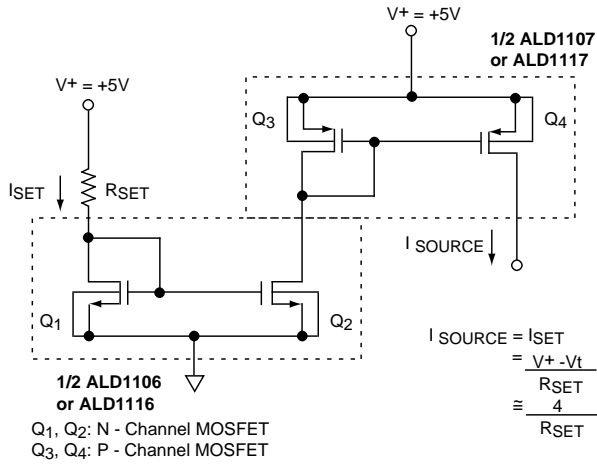 V+ = +5V
1/2 ALD1107
or ALD1117
V+ = +5V
Q3
Q4
ISET
RSET
I SOURCE
Q1
Q2
I SOURCE = ISET
= V+ -Vt
RSET
≅ 4
RSET
1/2 ALD1106
or ALD1116
Q1, Q2: N - Channel MOSFET
Q3, Q4: P - Channel MOSFET